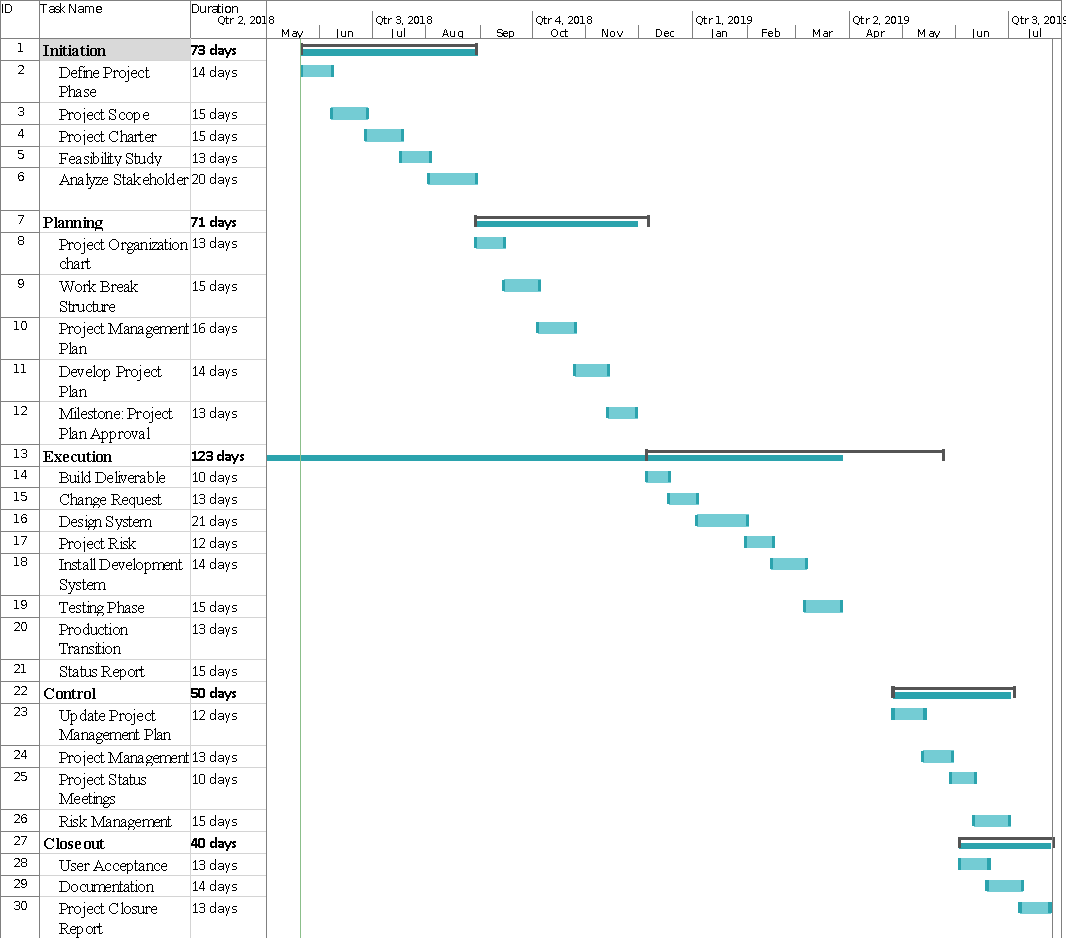 ID Task Name Duration
Qtr 2, 2018 Qtr 3, 2018 Qtr 4, 2018 Qtr 1, 2019 Qtr 2, 2019 Qtr 3, 2019
May Jun Jul Aug Sep Oct Nov Dec Jan Feb Mar Apr May Jun Jul
1 Initiation 73 days
2 Define Project 14 days
Phase
3 Project Scope 15 days
4 Project Charter 15 days
5 Feasibility Study 13 days
6 Analyze Stakeholder 20 days
7 Planning 71 days
8 Project Organization 13 days
chart
9 Work Break 15 days
Structure
10 Project Management 16 days
Plan
11 Develop Project 14 days
Plan
12 Milestone: Project 13 days
Plan Approval
13 Execution 123 days
14 Build Deliverable 10 days
15 Change Request 13 days
16 Design System 21 days
17 Project Risk 12 days
18 Install Development 14 days
System
19 Testing Phase 15 days
20 Production 13 days
Transition
21 Status Report 15 days
22 Control 50 days
23 Update Project 12 days
Management Plan
24 Project Management 13 days
25 Project Status 10 days
Meetings
26 Risk Management 15 days
27 Closeout 40 days
28 User Acceptance 13 days
29 Documentation 14 days
30 Project Closure 13 days
Report